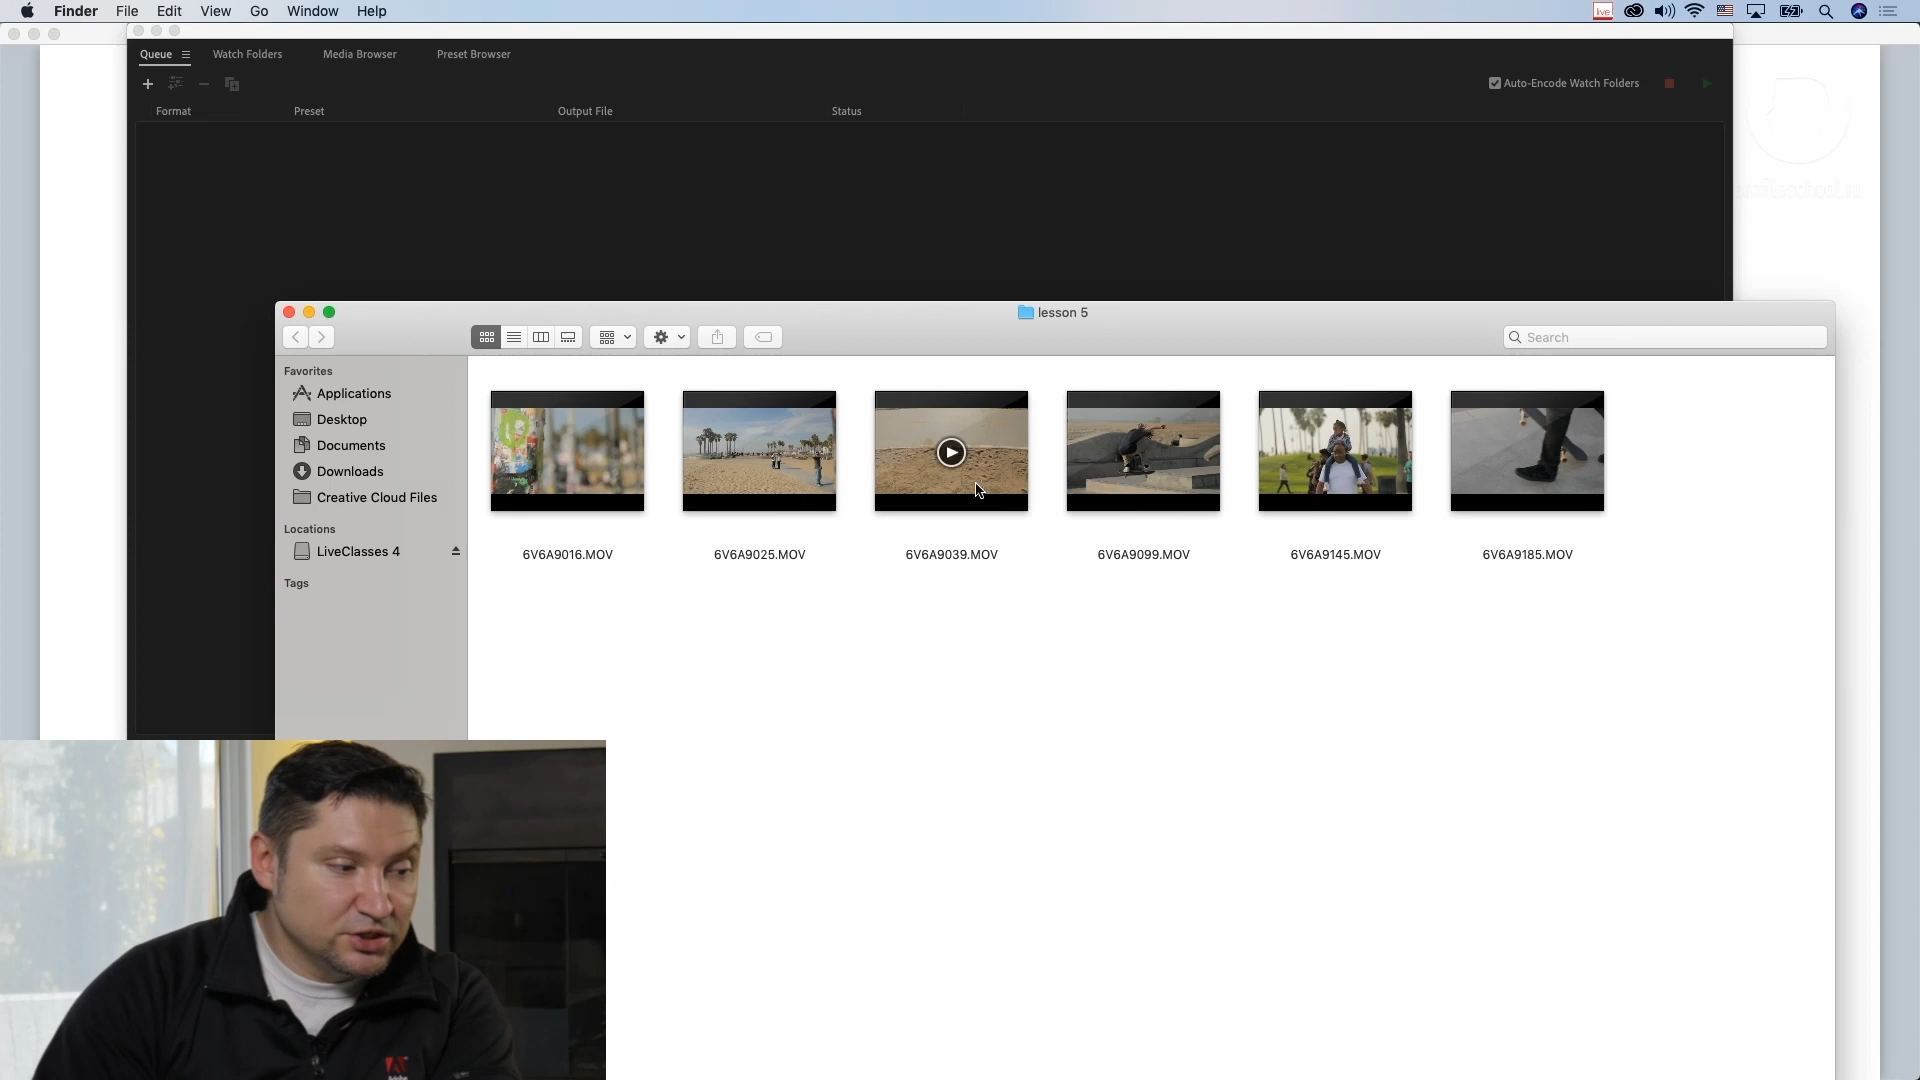 Finder File Edit View Go Window Help
live
Queue Watch Folders Media Browser Preset Browser
Auto-Encode Watch Folders
Format Preset Output File Status
lesson 5
Search
Favorites
Applications
Desktop
Documents
Downloads
Creative Cloud Files
Locations
LiveClasses 4
Tags
6V6A9016.MOV 6V6A9025.MOV 6V6A9039.MOV 6V6A9099.MOV 6V6A9145.MOV 6V6A9185.MOV